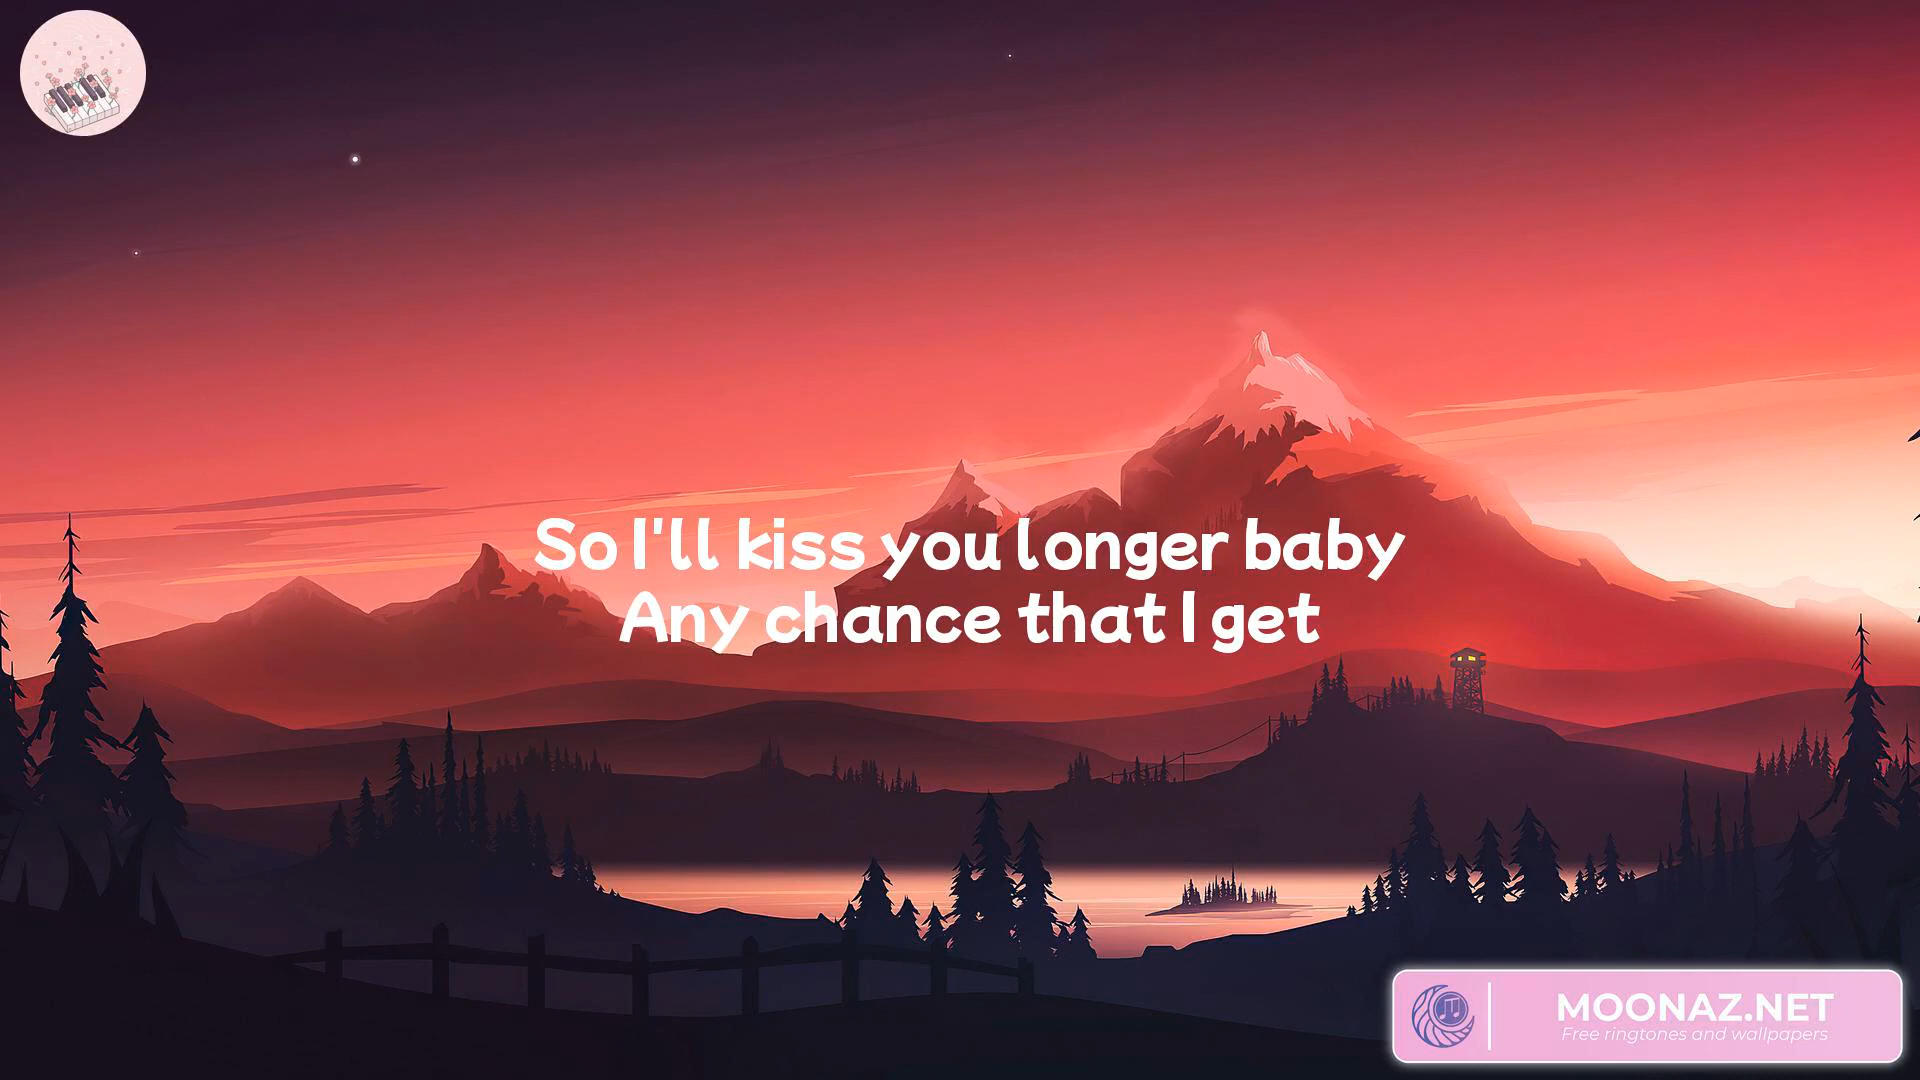 So I'll kiss you longer baby
Any chance that I get
MOONAZ.NET
Free ringtones and wallpapers